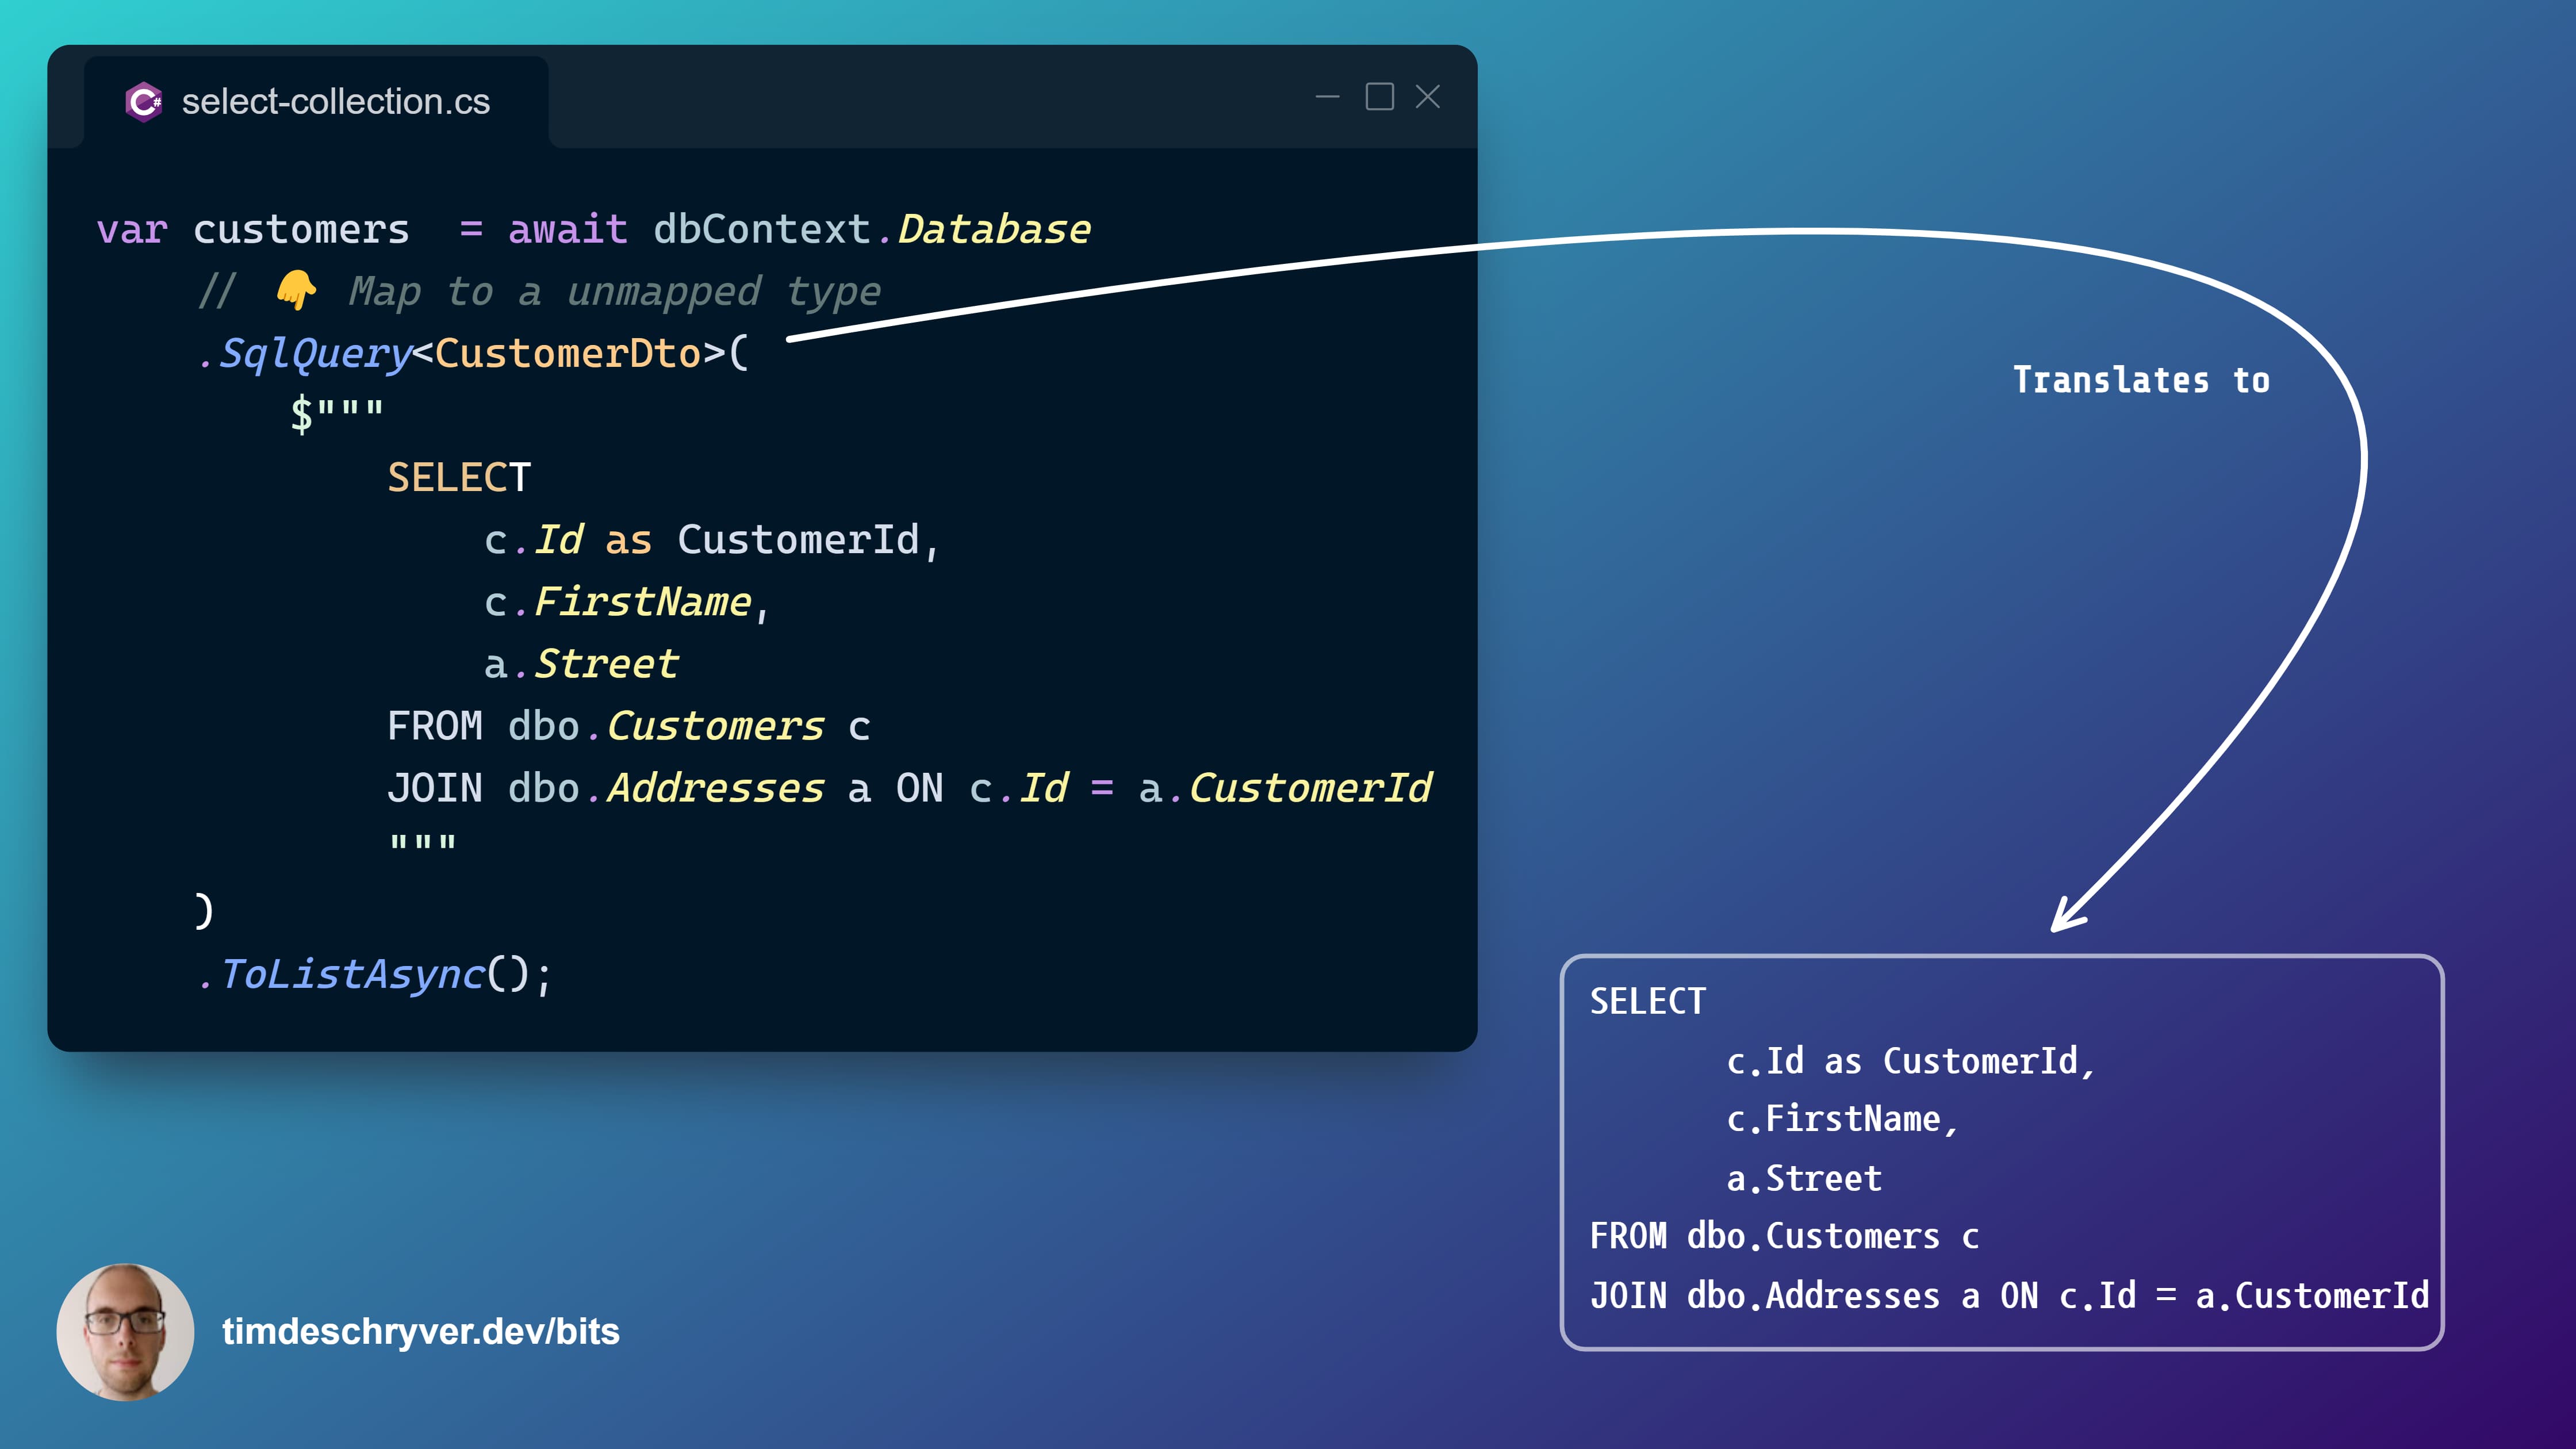 select-collection.cs
var customers  = await dbContext.Database
    // 👇 Map to a unmapped type
    .SqlQuery<CustomerDto>(
        $"""
            SELECT
                c.Id as CustomerId,
                c.FirstName,
                a.Street
            FROM dbo.Customers c
            JOIN dbo.Addresses a ON c.Id = a.CustomerId
            """
    )
    .ToListAsync();
Translates to
SELECT
       c.Id as CustomerId,
       c.FirstName,
       a.Street
FROM dbo.Customers c
JOIN dbo.Addresses a ON c.Id = a.CustomerId
timdeschryver.dev/bits